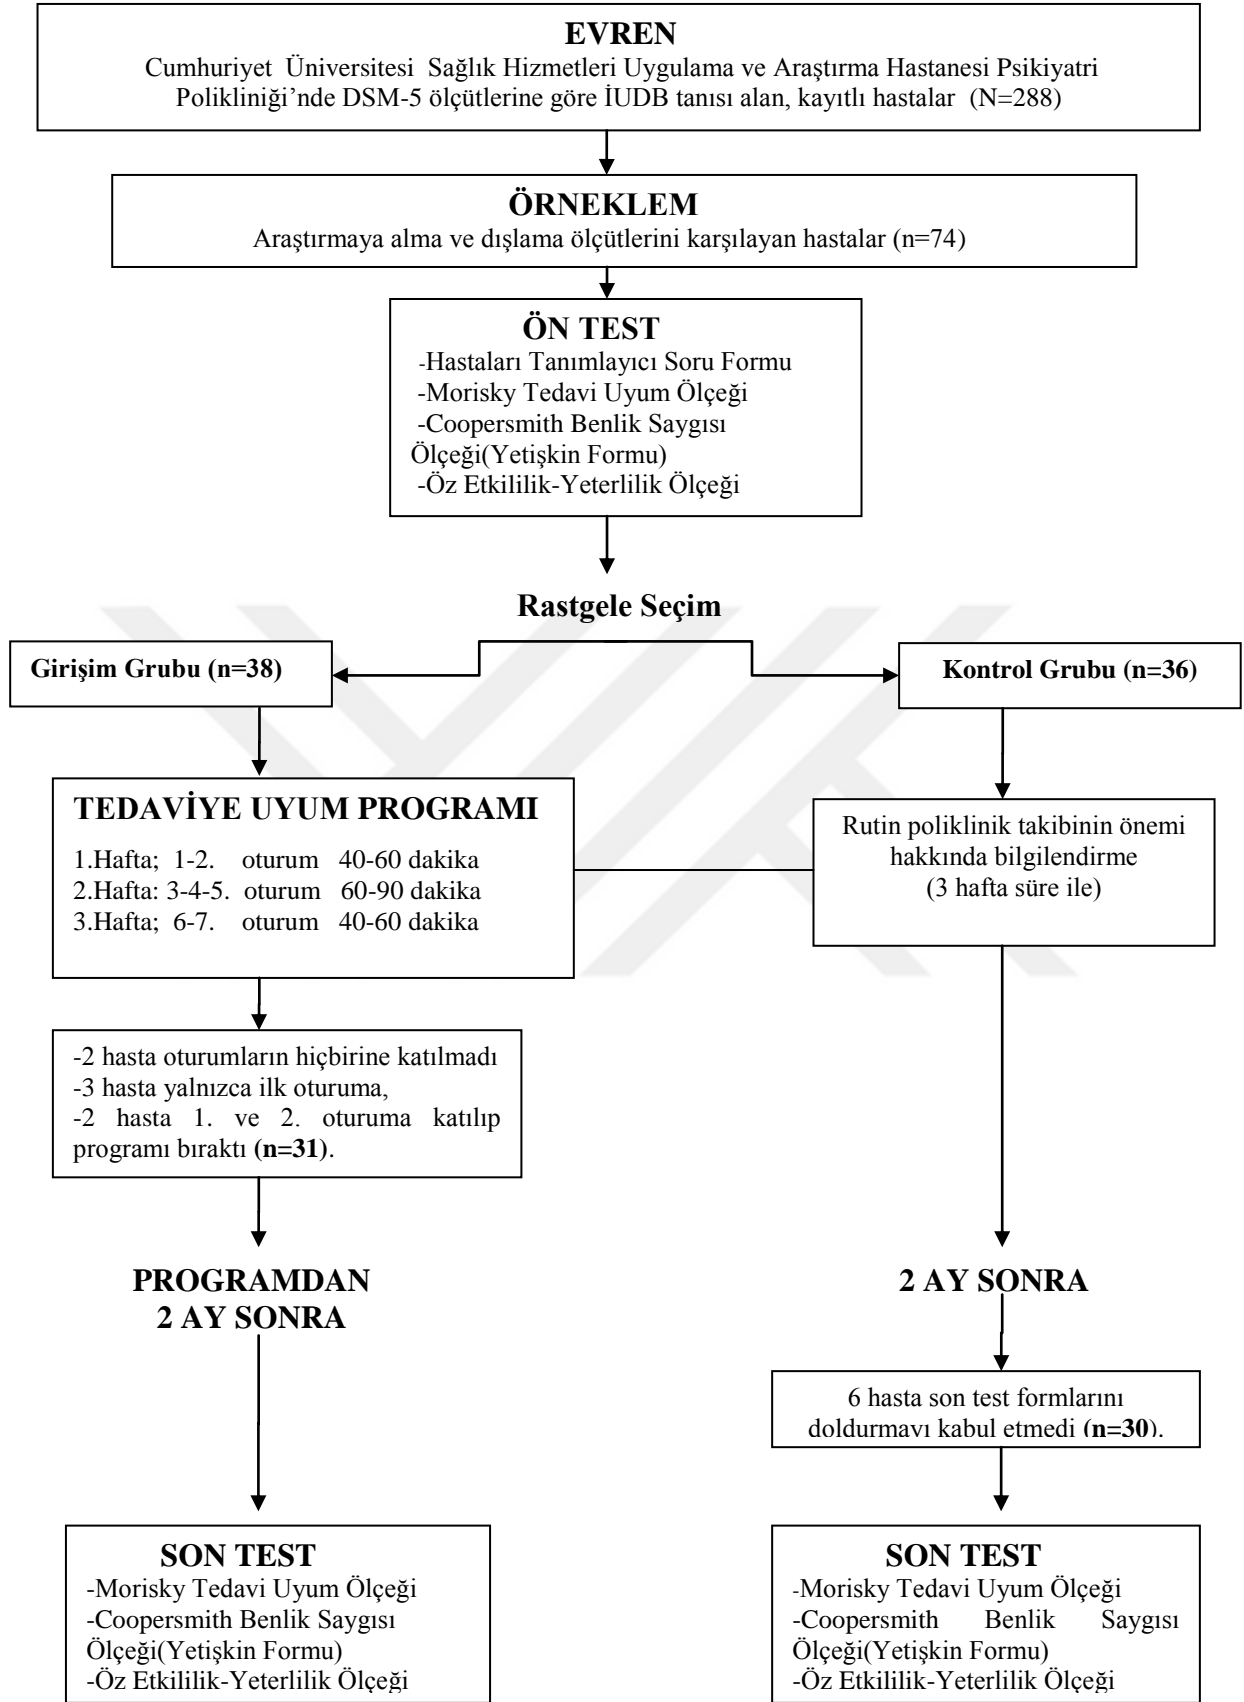 EVREN
Cumhuriyet Üniversitesi Sağlık Hizmetleri Uygulama ve Araştırma Hastanesi Psikiyatri
Polikliniği’nde DSM-5 ölçütlerine göre İUDB tanısı alan, kayıtlı hastalar (N=288)
ÖRNEKLEM
Araştırmaya alma ve dışlama ölçütlerini karşılayan hastalar (n=74)
ÖN TEST
-Hastaları Tanımlayıcı Soru Formu
-Morisky Tedavi Uyum Ölçeği
-Coopersmith Benlik Saygısı
Ölçeği(Yetişkin Formu)
-Öz Etkililik-Yeterlilik Ölçeği
Rastgele Seçim
Girişim Grubu (n=38)
Kontrol Grubu (n=36)
TEDAVİYE UYUM PROGRAMI
1.Hafta; 1-2. oturum 40-60 dakika
2.Hafta: 3-4-5. oturum 60-90 dakika
3.Hafta; 6-7. oturum 40-60 dakika
Rutin poliklinik takibinin önemi
hakkında bilgilendirme
(3 hafta süre ile)
-2 hasta oturumların hiçbirine katılmadı
-3 hasta yalnızca ilk oturuma,
-2 hasta 1. ve 2. oturuma katılıp
programı bıraktı (n=31).
PROGRAMDAN
2 AY SONRA
2 AY SONRA
6 hasta son test formlarını
doldurmayı kabul etmedi (n=30).
SON TEST
-Morisky Tedavi Uyum Ölçeği
-Coopersmith Benlik Saygısı
Ölçeği(Yetişkin Formu)
-Öz Etkililik-Yeterlilik Ölçeği
SON TEST
-Morisky Tedavi Uyum Ölçeği
-Coopersmith Benlik Saygısı
Ölçeği(Yetişkin Formu)
-Öz Etkililik-Yeterlilik Ölçeği